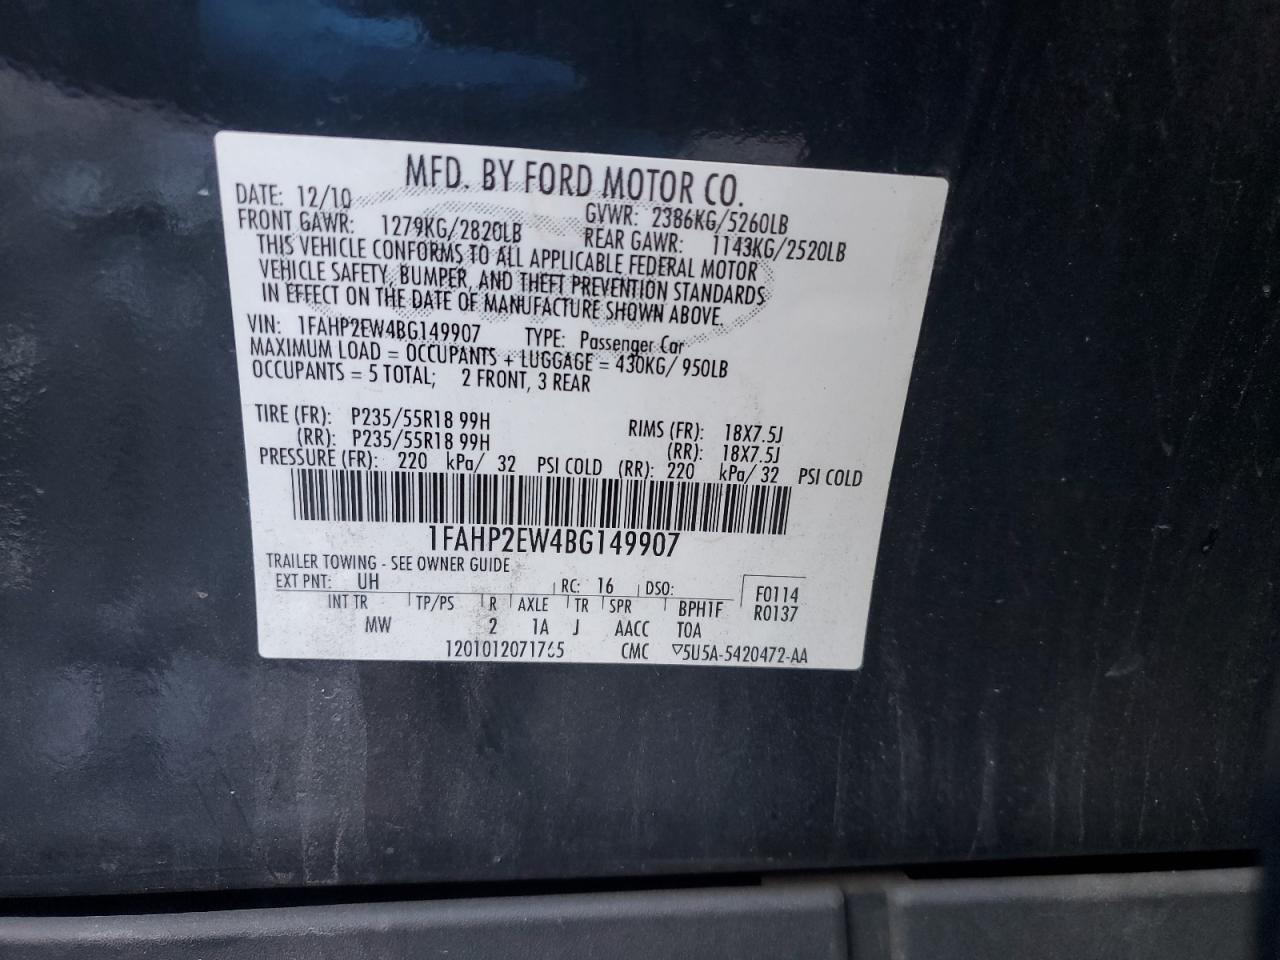 MFD. BY FORD MOTOR CO.
DATE: 12/10 GVWR: 2386KG/5260LB
FRONT GAWR: 1279KG/2820LB REAR GAWR: 1143KG/2520LB
THIS VEHICLE CONFORMS TO ALL APPLICABLE FEDERAL MOTOR
VEHICLE SAFETY, BUMPER, AND THEFT PREVENTION STANDARDS
IN EFFECT ON THE DATE OF MANUFACTURE SHOWN ABOVE.
VIN: 1FAHP2EW4BG149907 TYPE: Passenger Car
MAXIMUM LOAD = OCCUPANTS + LUGGAGE = 430KG/ 950LB
OCCUPANTS = 5 TOTAL; 2 FRONT, 3 REAR
TIRE (FR): P235/55R18 99H RIMS (FR): 18X7.5J
(RR): P235/55R18 99H (RR): 18X7.5J
PRESSURE (FR): 220 kPa/ 32 PSI COLD (RR): 220 kPa/ 32 PSI COLD
1FAHP2EW4BG149907
TRAILER TOWING - SEE OWNER GUIDE
EXT PNT: UH RC: 16 DSO: F0114
INT TR TP/PS R AXLE TR SPR BPH1F R0137
MW 2 1A J AACC TOA
1201012071765 CMC ▽5U5A-5420472-AA